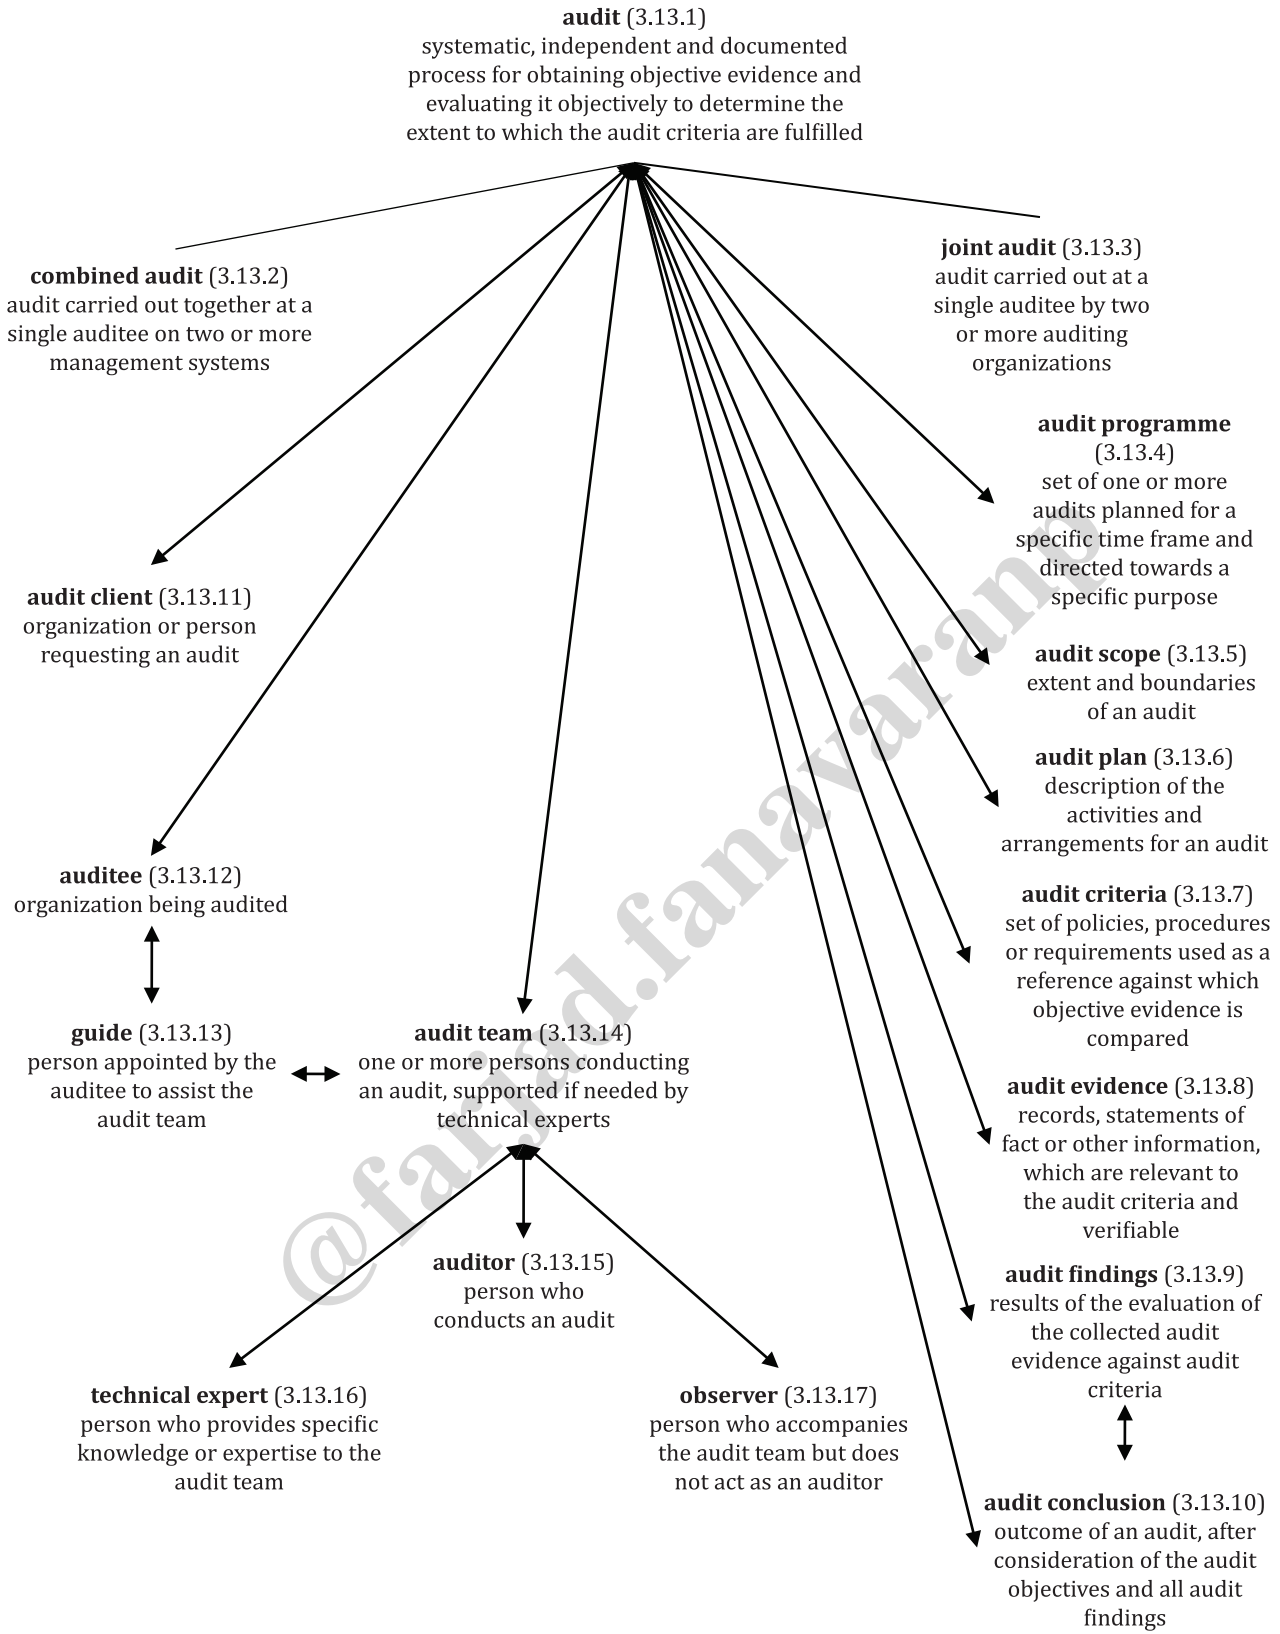 audit (3.13.1)
systematic, independent and documented
process for obtaining objective evidence and
evaluating it objectively to determine the
extent to which the audit criteria are fulfilled
combined audit (3.13.2)
audit carried out together at a
single auditee on two or more
management systems
joint audit (3.13.3)
audit carried out at a
single auditee by two
or more auditing
organizations
audit programme
(3.13.4)
set of one or more
audits planned for a
specific time frame and
directed towards a
specific purpose
audit client (3.13.11)
organization or person
requesting an audit
audit scope (3.13.5)
extent and boundaries
of an audit
audit plan (3.13.6)
description of the
activities and
arrangements for an audit
auditee (3.13.12)
organization being audited
audit criteria (3.13.7)
set of policies, procedures
or requirements used as a
reference against which
objective evidence is
compared
guide (3.13.13)
person appointed by the
auditee to assist the
audit team
audit team (3.13.14)
one or more persons conducting
an audit, supported if needed by
technical experts
audit evidence (3.13.8)
records, statements of
fact or other information,
which are relevant to
the audit criteria and
verifiable
auditor (3.13.15)
person who
conducts an audit
audit findings (3.13.9)
results of the evaluation of
the collected audit
evidence against audit
criteria
technical expert (3.13.16)
person who provides specific
knowledge or expertise to the
audit team
observer (3.13.17)
person who accompanies
the audit team but does
not act as an auditor
audit conclusion (3.13.10)
outcome of an audit, after
consideration of the audit
objectives and all audit
findings
@farjad.fanavaranp